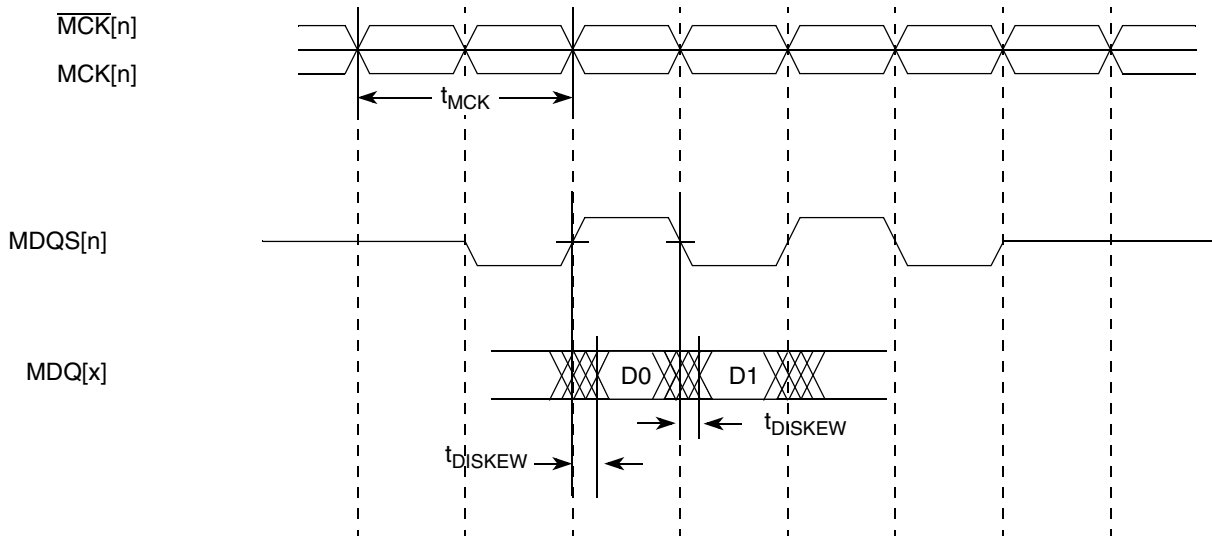 MCK[n]
MCK[n]
tMCK
MDQS[n]
MDQ[x]
D0
D1
tDISKEW
tDISKEW